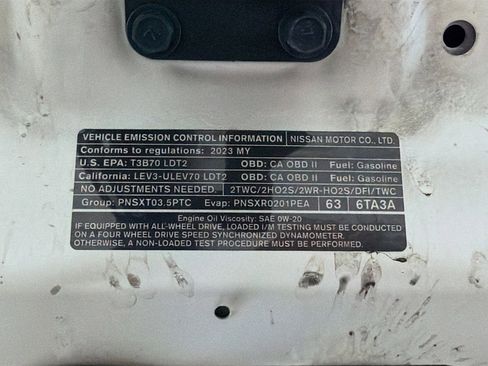 VEHICLE EMISSION CONTROL INFORMATION NISSAN MOTOR CO., LTD.
Conforms to regulations: 2023 MY
U.S. EPA: T3B70 LDT2 OBD: CA OBD II Fuel: Gasoline
California: LEV3-ULEV70 LDT2 OBD: CA OBD II Fuel: Gasoline
NO ADJUSTMENTS NEEDED. 2TWC/2HO2S/2WR-HO2S/DFI/TWC
Group: PNSXT03.5PTC Evap: PNSXR0201PEA 63 6TA3A
Engine Oil Viscosity: SAE 0W-20
IF EQUIPPED WITH ALL-WHEEL DRIVE, LOADED I/M TESTING MUST BE CONDUCTED
ON A FOUR WHEEL DRIVE SPEED SYNCHRONIZED DYNAMOMETER.
OTHERWISE, A NON-LOADED MODE TEST MUST BE CONDUCTED.